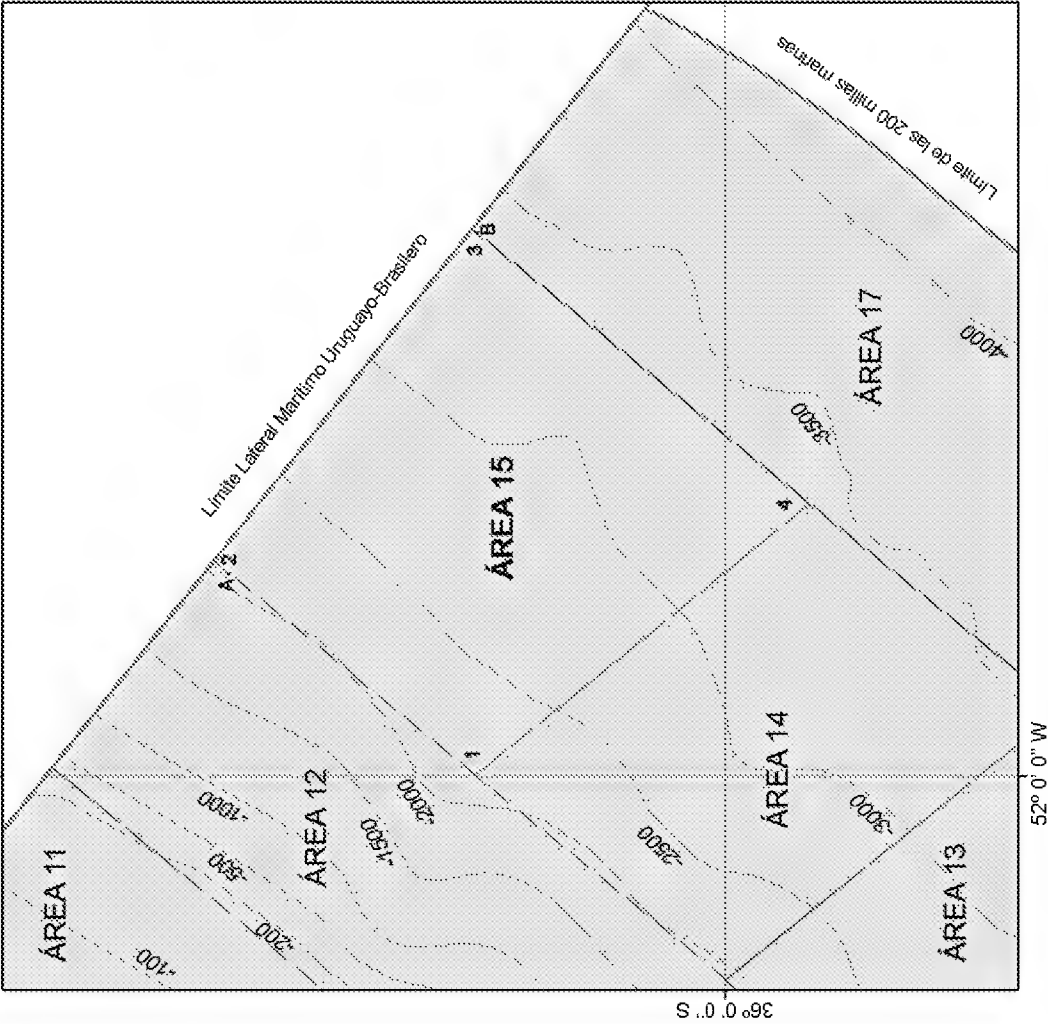 Límite de las 200 millas marinas
Límite Lateral Marítimo Uruguayo-Brasilero
3
B
ÁREA 17
-4000
-3500
ÁREA 15
4
A
2
1
ÁREA 14
ÁREA 12
-1000
-2000
-1500
-500
-2500
-3000
ÁREA 11
-200
-100
ÁREA 13
52º 0' 0'' W
36º 0' 0'' S